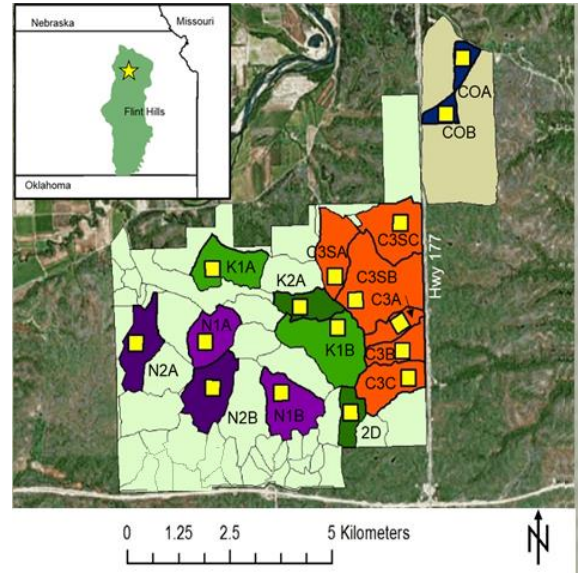 Nebraska
Missouri
Flint Hills
Oklahoma
COA
COB
C3SC
C3SA
C3SB
C3A
C3B
C3C
Hwy 177
K1A
K2A
K1B
N1A
N2A
N2B
N1B
2D
0 1.25 2.5 5 Kilometers
N